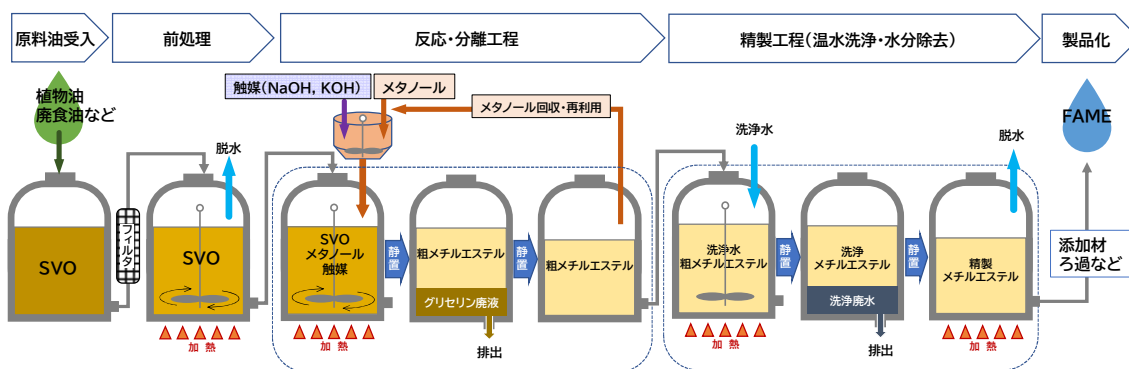 原料油受入
前処理
反応・分離工程
精製工程(温水洗浄・水分除去)
製品化
植物油
廃食油など
触媒(NaOH, KOH)
メタノール
メタノール回収・再利用
脱水
洗浄水
脱水
FAME
SVO
フィルタ
SVO
SVO
メタノール
触媒
静置
粗メチルエステル
グリセリン廃液
静置
粗メチルエステル
洗浄水
粗メチルエステル
静置
洗浄
メチルエステル
洗浄廃水
静置
精製
メチルエステル
添加材
ろ過など
加熱
加熱
排出
加熱
排出
加熱